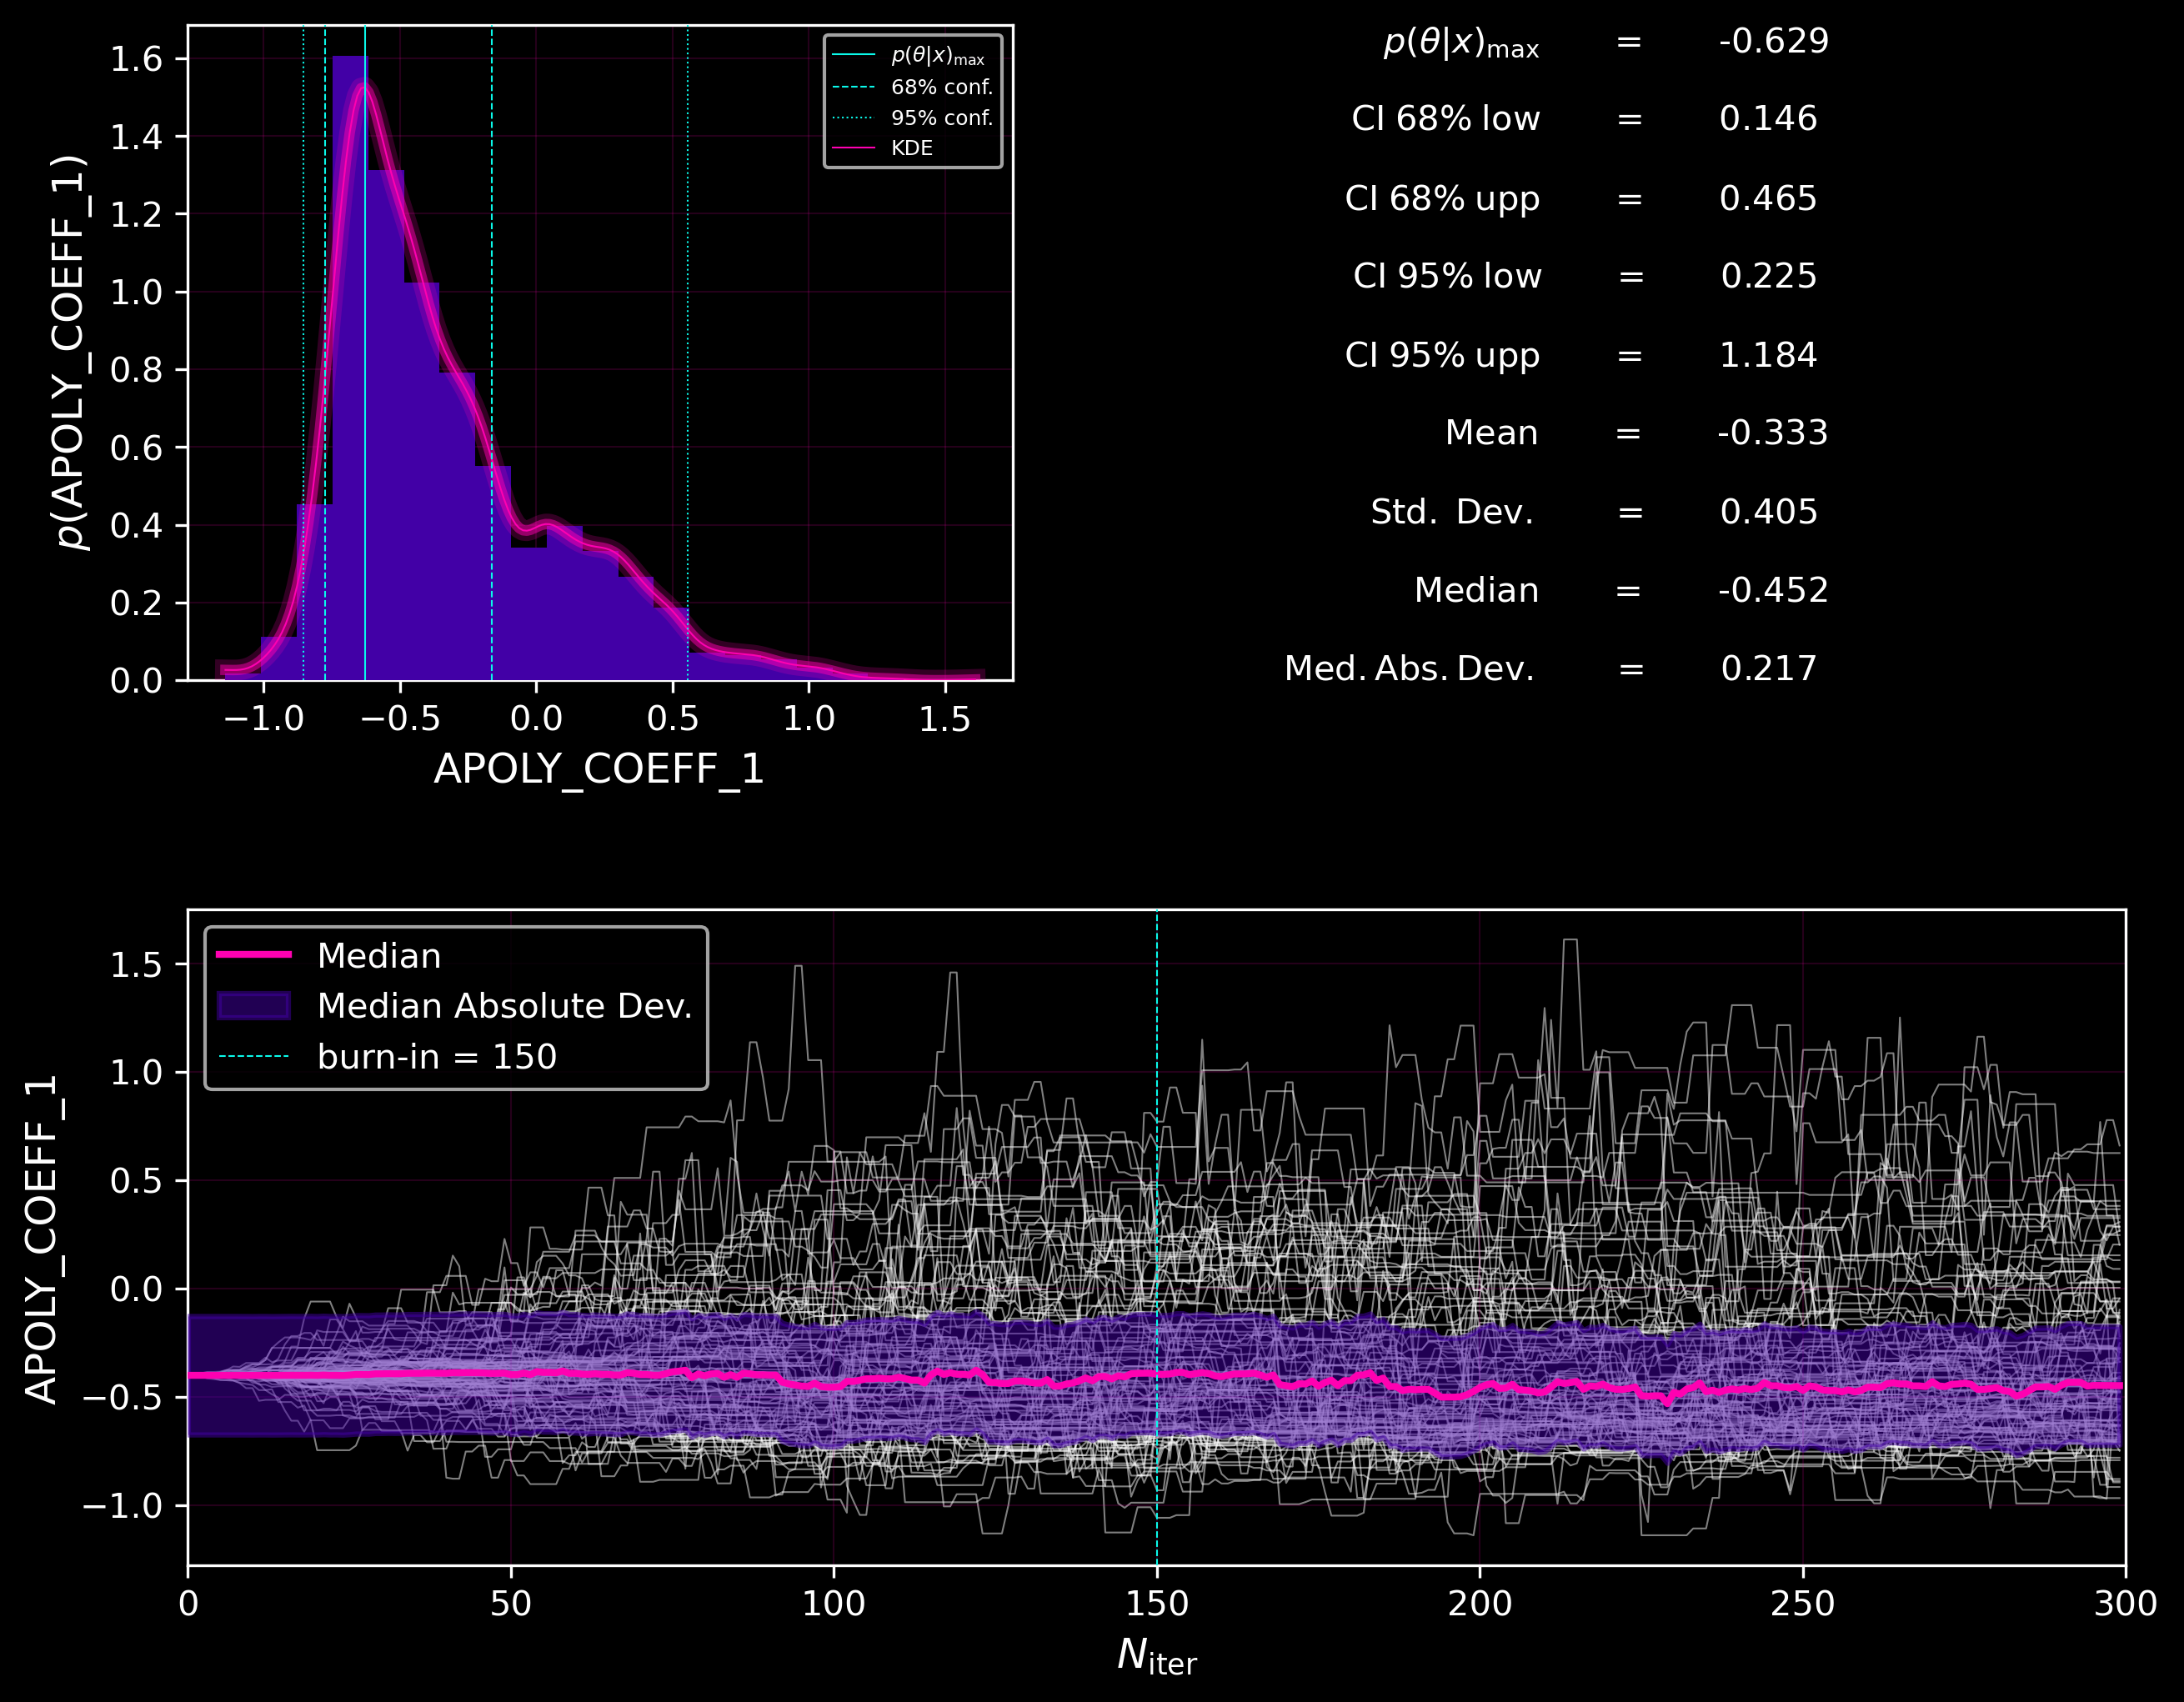 p(APOLY_COEFF_1)
1.6
1.4
1.2
1.0
0.8
0.6
0.4
0.2
0.0
−1.0 −0.5 0.0 0.5 1.0 1.5
APOLY_COEFF_1
p(θ|x)max
68% conf.
95% conf.
KDE
p(θ|x)max = -0.629
CI 68% low = 0.146
CI 68% upp = 0.465
CI 95% low = 0.225
CI 95% upp = 1.184
Mean = -0.333
Std. Dev. = 0.405
Median = -0.452
Med. Abs. Dev. = 0.217
APOLY_COEFF_1
1.5
1.0
0.5
0.0
−0.5
−1.0
Median
Median Absolute Dev.
burn-in = 150
0 50 100 150 200 250 300
Niter